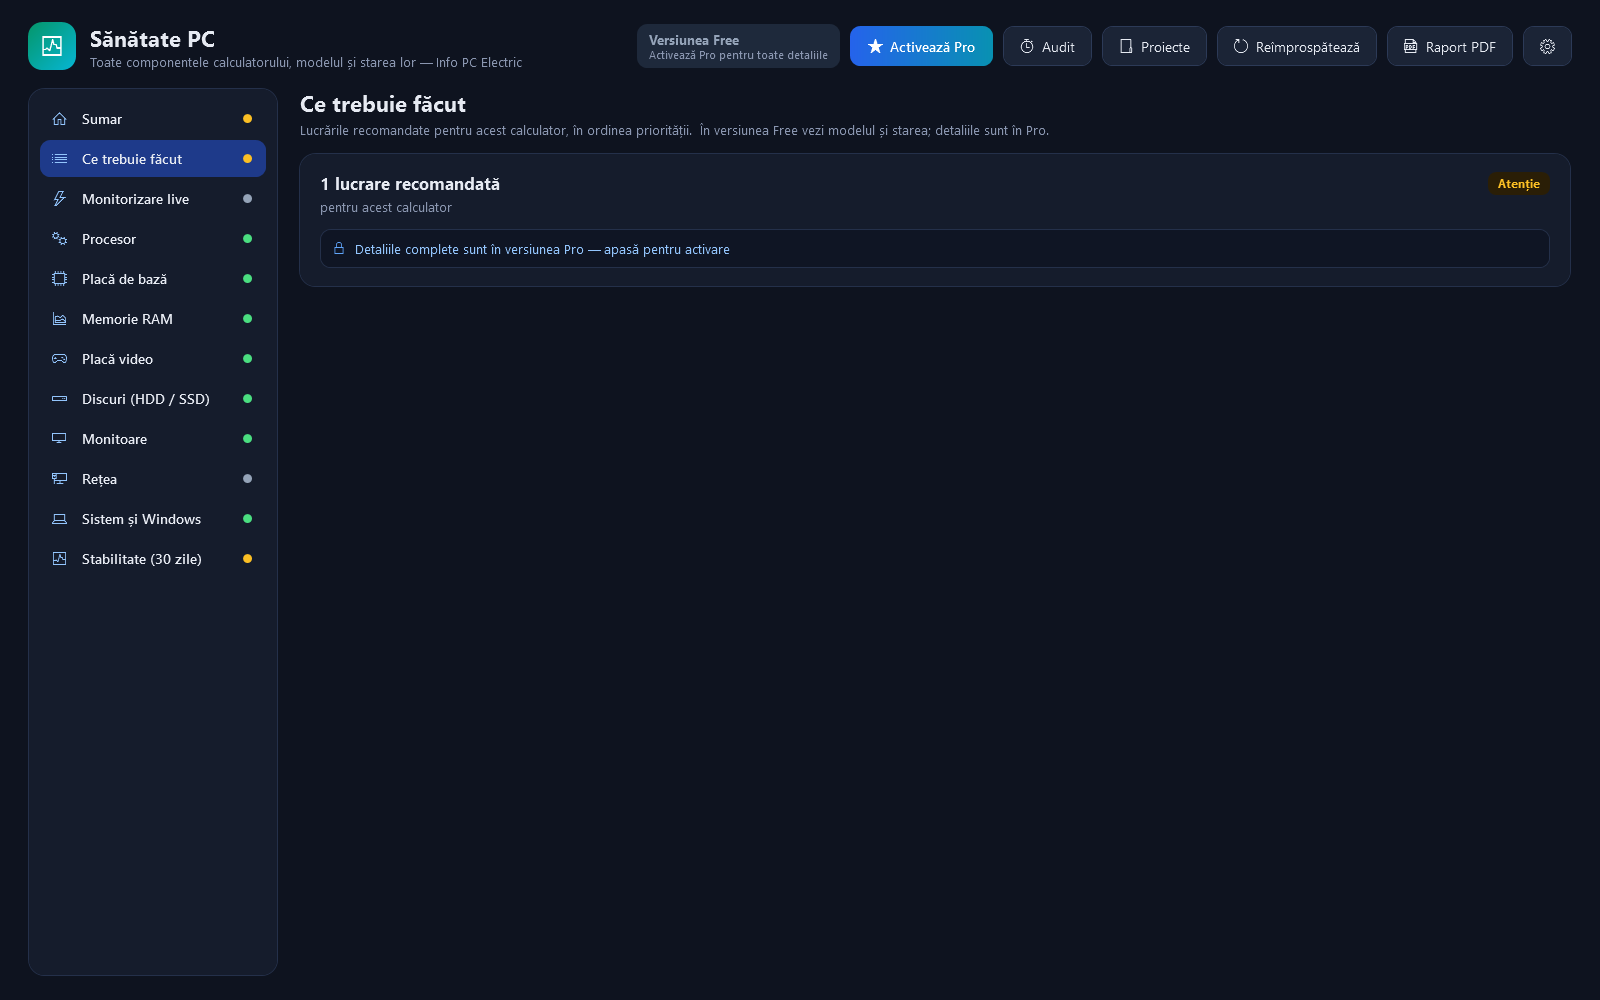 Sănătate PC
Toate componentele calculatorului, modelul și starea lor — Info PC Electric
Versiunea Free
Activează Pro pentru toate detaliile
Activează Pro
Audit
Proiecte
Reîmprospătează
Raport PDF
Sumar
Ce trebuie făcut
Monitorizare live
Procesor
Placă de bază
Memorie RAM
Placă video
Discuri (HDD / SSD)
Monitoare
Rețea
Sistem și Windows
Stabilitate (30 zile)
Ce trebuie făcut
Lucrările recomandate pentru acest calculator, în ordinea priorității.  În versiunea Free vezi modelul și starea; detaliile sunt în Pro.
1 lucrare recomandată
Atenție
pentru acest calculator
Detaliile complete sunt în versiunea Pro — apasă pentru activare